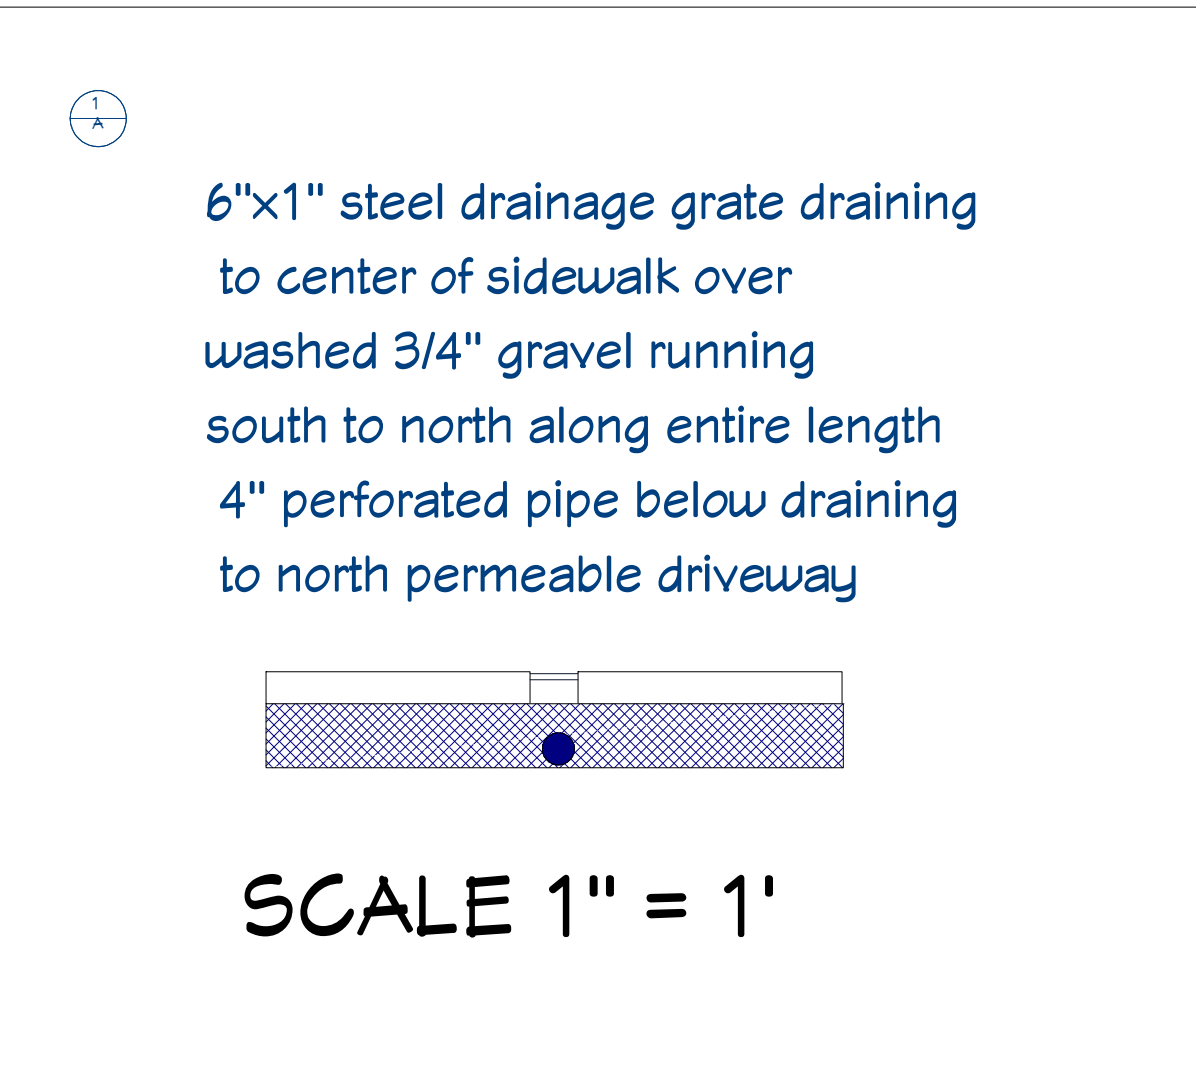 1
A
6"x1" steel drainage grate draining
to center of sidewalk over
washed 3/4" gravel running
south to north along entire length
4" perforated pipe below draining
to north permeable driveway
SCALE 1" = 1'